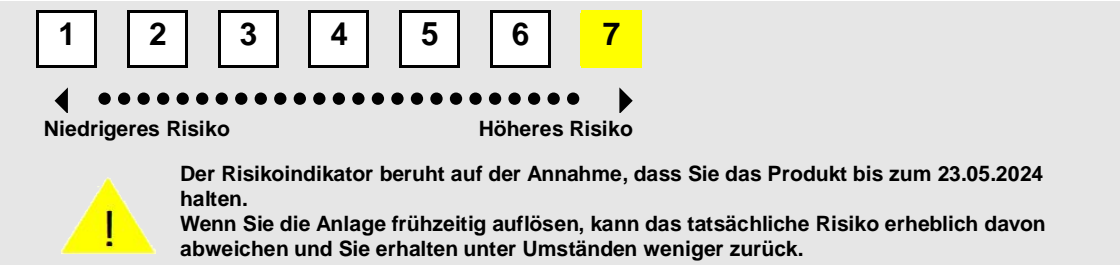 1 2 3 4 5 6 7
Niedrigeres Risiko Höheres Risiko
Der Risikoindikator beruht auf der Annahme, dass Sie das Produkt bis zum 23.05.2024
halten.
Wenn Sie die Anlage frühzeitig auflösen, kann das tatsächliche Risiko erheblich davon
abweichen und Sie erhalten unter Umständen weniger zurück.
!